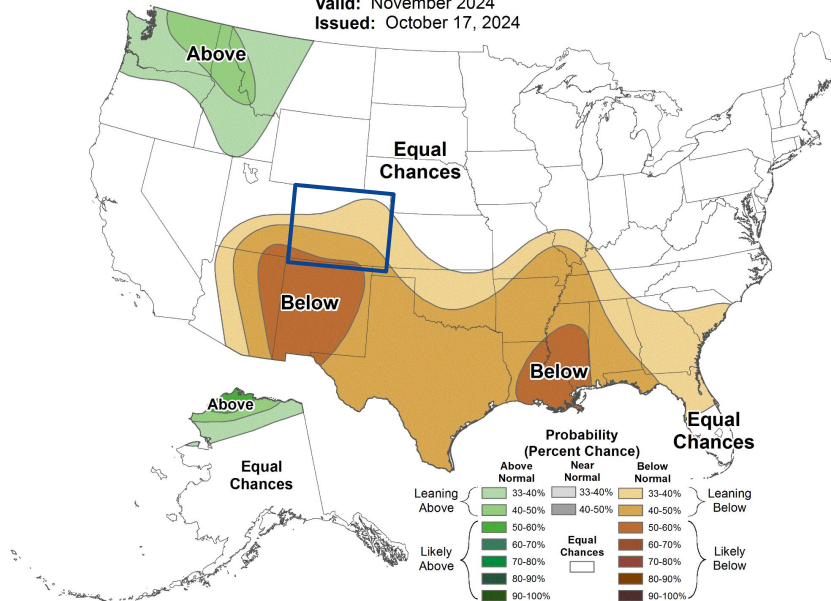 Valid: November 2024
Issued: October 17, 2024
Above
Equal
Chances
Below
Below
Above
Equal
Chances
Equal
Chances
Probability
(Percent Chance)
Above
Normal
Near
Normal
Below
Normal
Leaning
Above
33-40%
40-50%
33-40%
40-50%
33-40%
40-50%
Leaning
Below
Likely
Above
50-60%
60-70%
70-80%
80-90%
90-100%
Equal
Chances
50-60%
60-70%
70-80%
80-90%
90-100%
Likely
Below